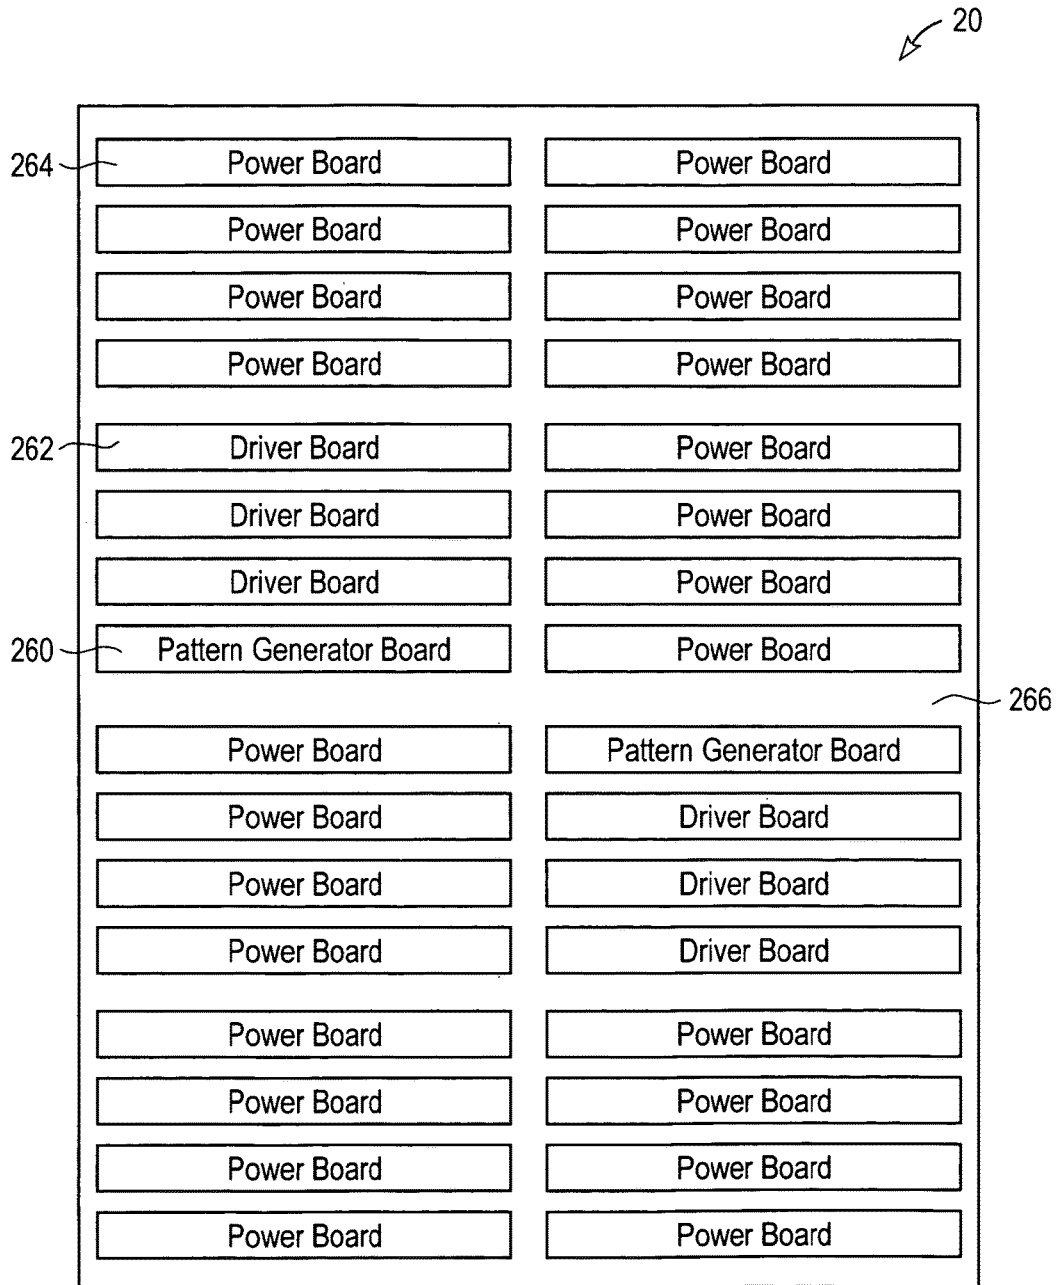 20
264 Power Board Power Board
Power Board Power Board
Power Board Power Board
Power Board Power Board
262 Driver Board Power Board
Driver Board Power Board
Driver Board Power Board
260 Pattern Generator Board Power Board
266
Power Board Pattern Generator Board
Power Board Driver Board
Power Board Driver Board
Power Board Driver Board
Power Board Power Board
Power Board Power Board
Power Board Power Board
Power Board Power Board